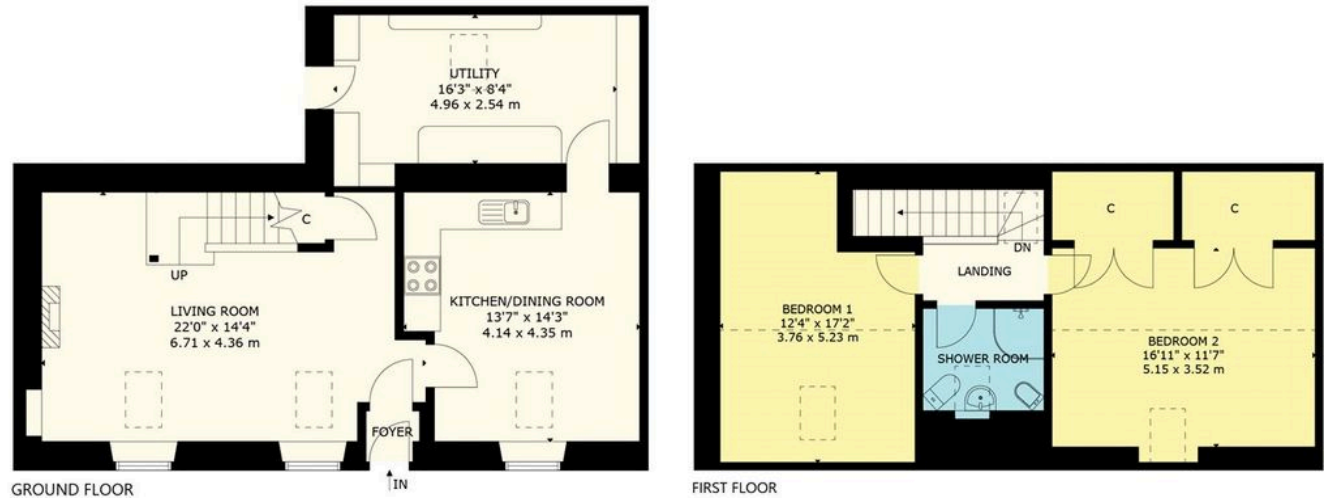 UTILITY
16'3" x 8'4"
4.96 x 2.54 m
C
UP
LIVING ROOM
22'0" x 14'4"
6.71 x 4.36 m
KITCHEN/DINING ROOM
13'7" x 14'3"
4.14 x 4.35 m
FOYER
IN
GROUND FLOOR
C
C
DN
LANDING
BEDROOM 1
12'4" x 17'2"
3.76 x 5.23 m
SHOWER ROOM
BEDROOM 2
16'11" x 11'7"
5.15 x 3.52 m
FIRST FLOOR